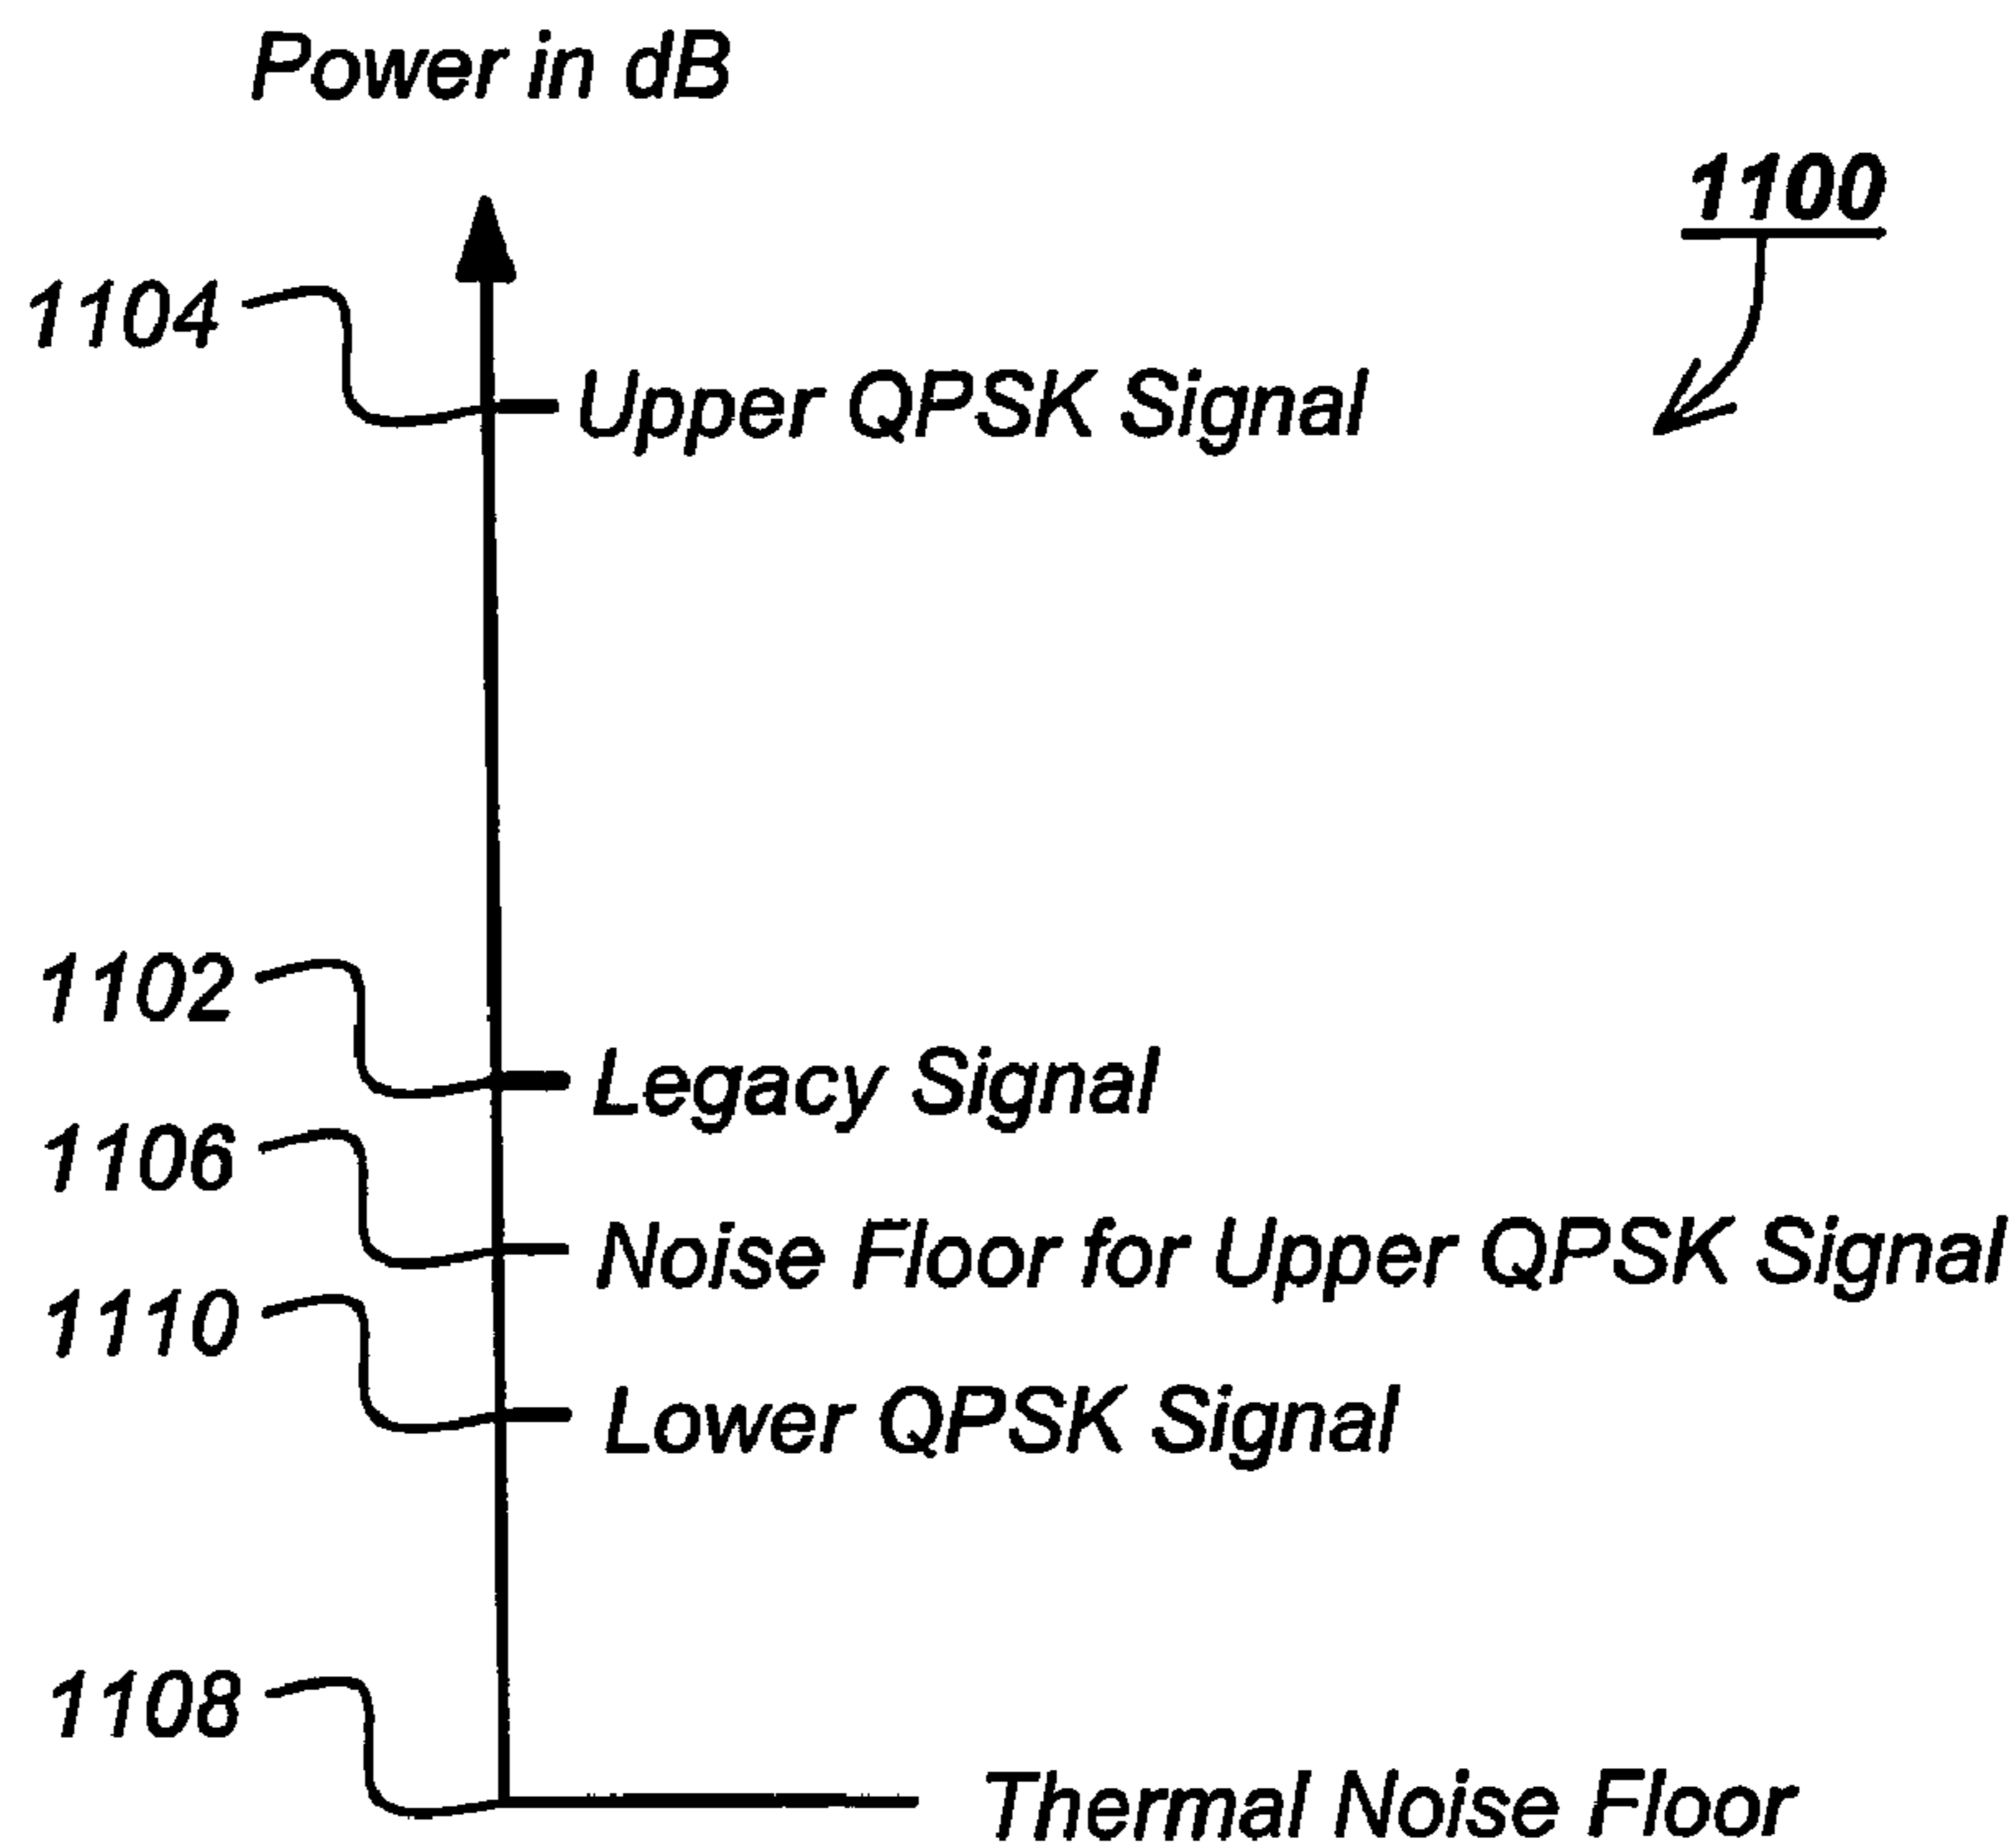 Power in dB
1100
1104
Upper QPSK Signal
1102
Legacy Signal
1106
Noise Floor for Upper QPSK Signal
1110
Lower QPSK Signal
1108
Thermal Noise Floor